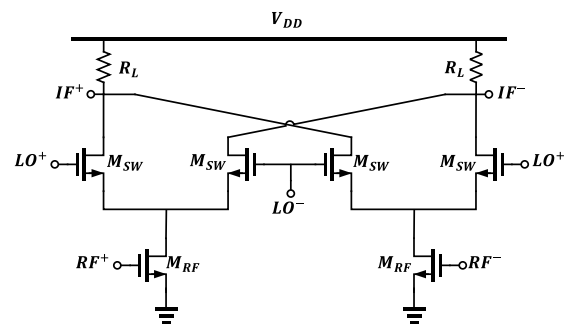 V_DD
R_L R_L
IF⁺ IF⁻
LO⁺ M_SW M_SW M_SW M_SW LO⁺
LO⁻
RF⁺ M_RF M_RF RF⁻